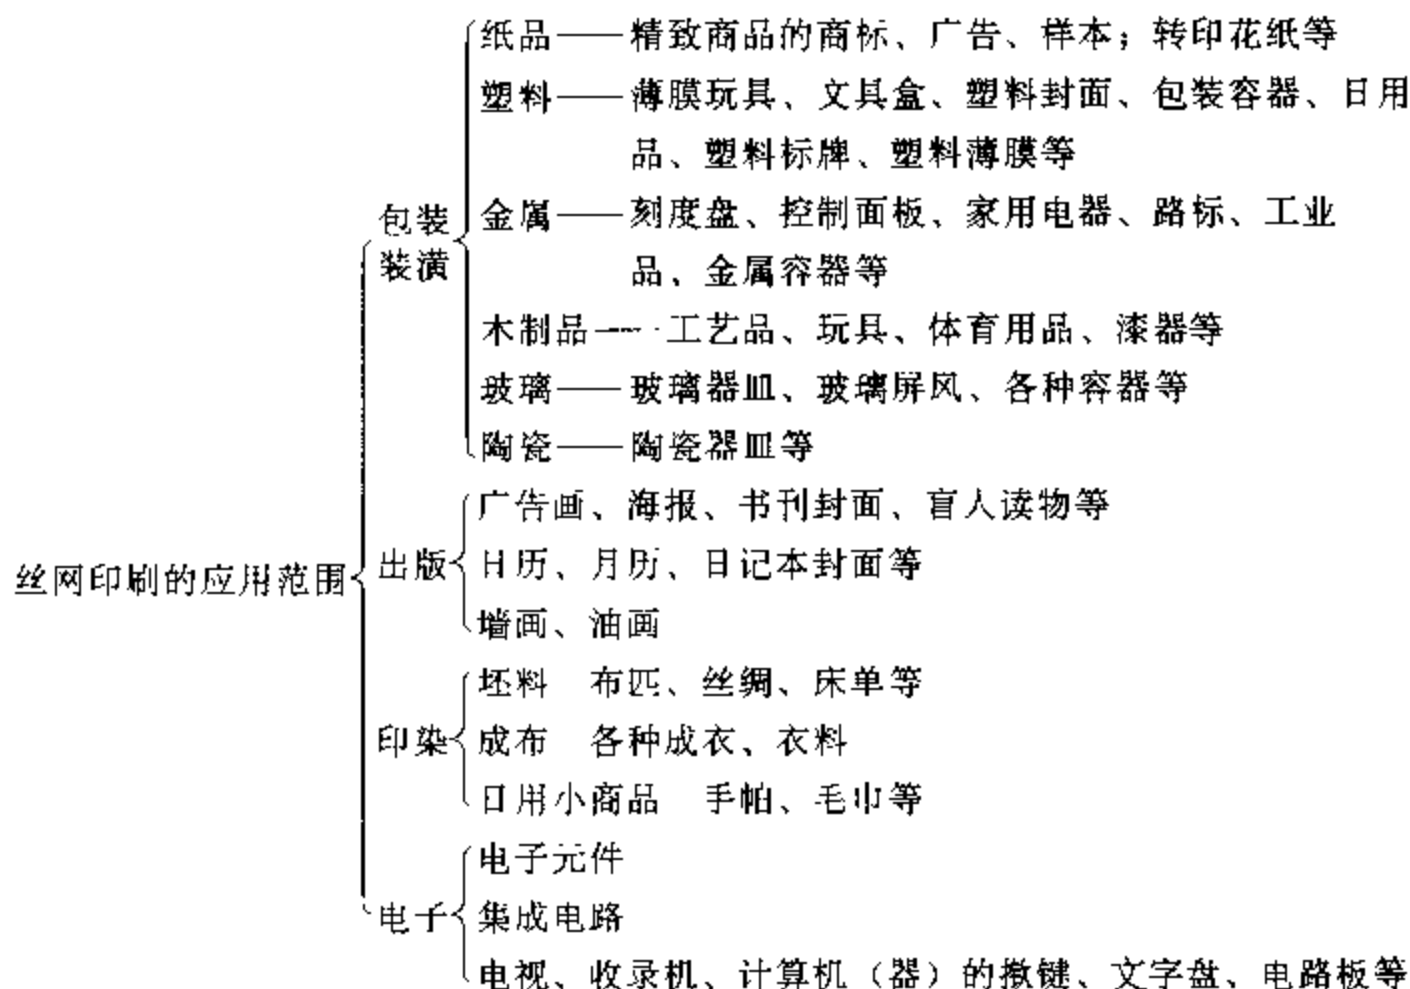 纸品——精致商品的商标、广告、样本；转印花纸等
塑料——薄膜玩具、文具盒、塑料封面、包装容器、日用
品、塑料标牌、塑料薄膜等
包装
装潢
金属——刻度盘、控制面板、家用电器、路标、工业
品、金属容器等
木制品——工艺品、玩具、体育用品、漆器等
玻璃——玻璃器皿、玻璃屏风、各种容器等
陶瓷——陶瓷器皿等
丝网印刷的应用范围
出版
广告画、海报、书刊封面、盲人读物等
日历、月历、日记本封面等
墙画、油画
印染
坯料 布匹、丝绸、床单等
成布 各种成衣、衣料
日用小商品 手帕、毛巾等
电子
电子元件
集成电路
电视、收录机、计算机（器）的揿键、文字盘、电路板等